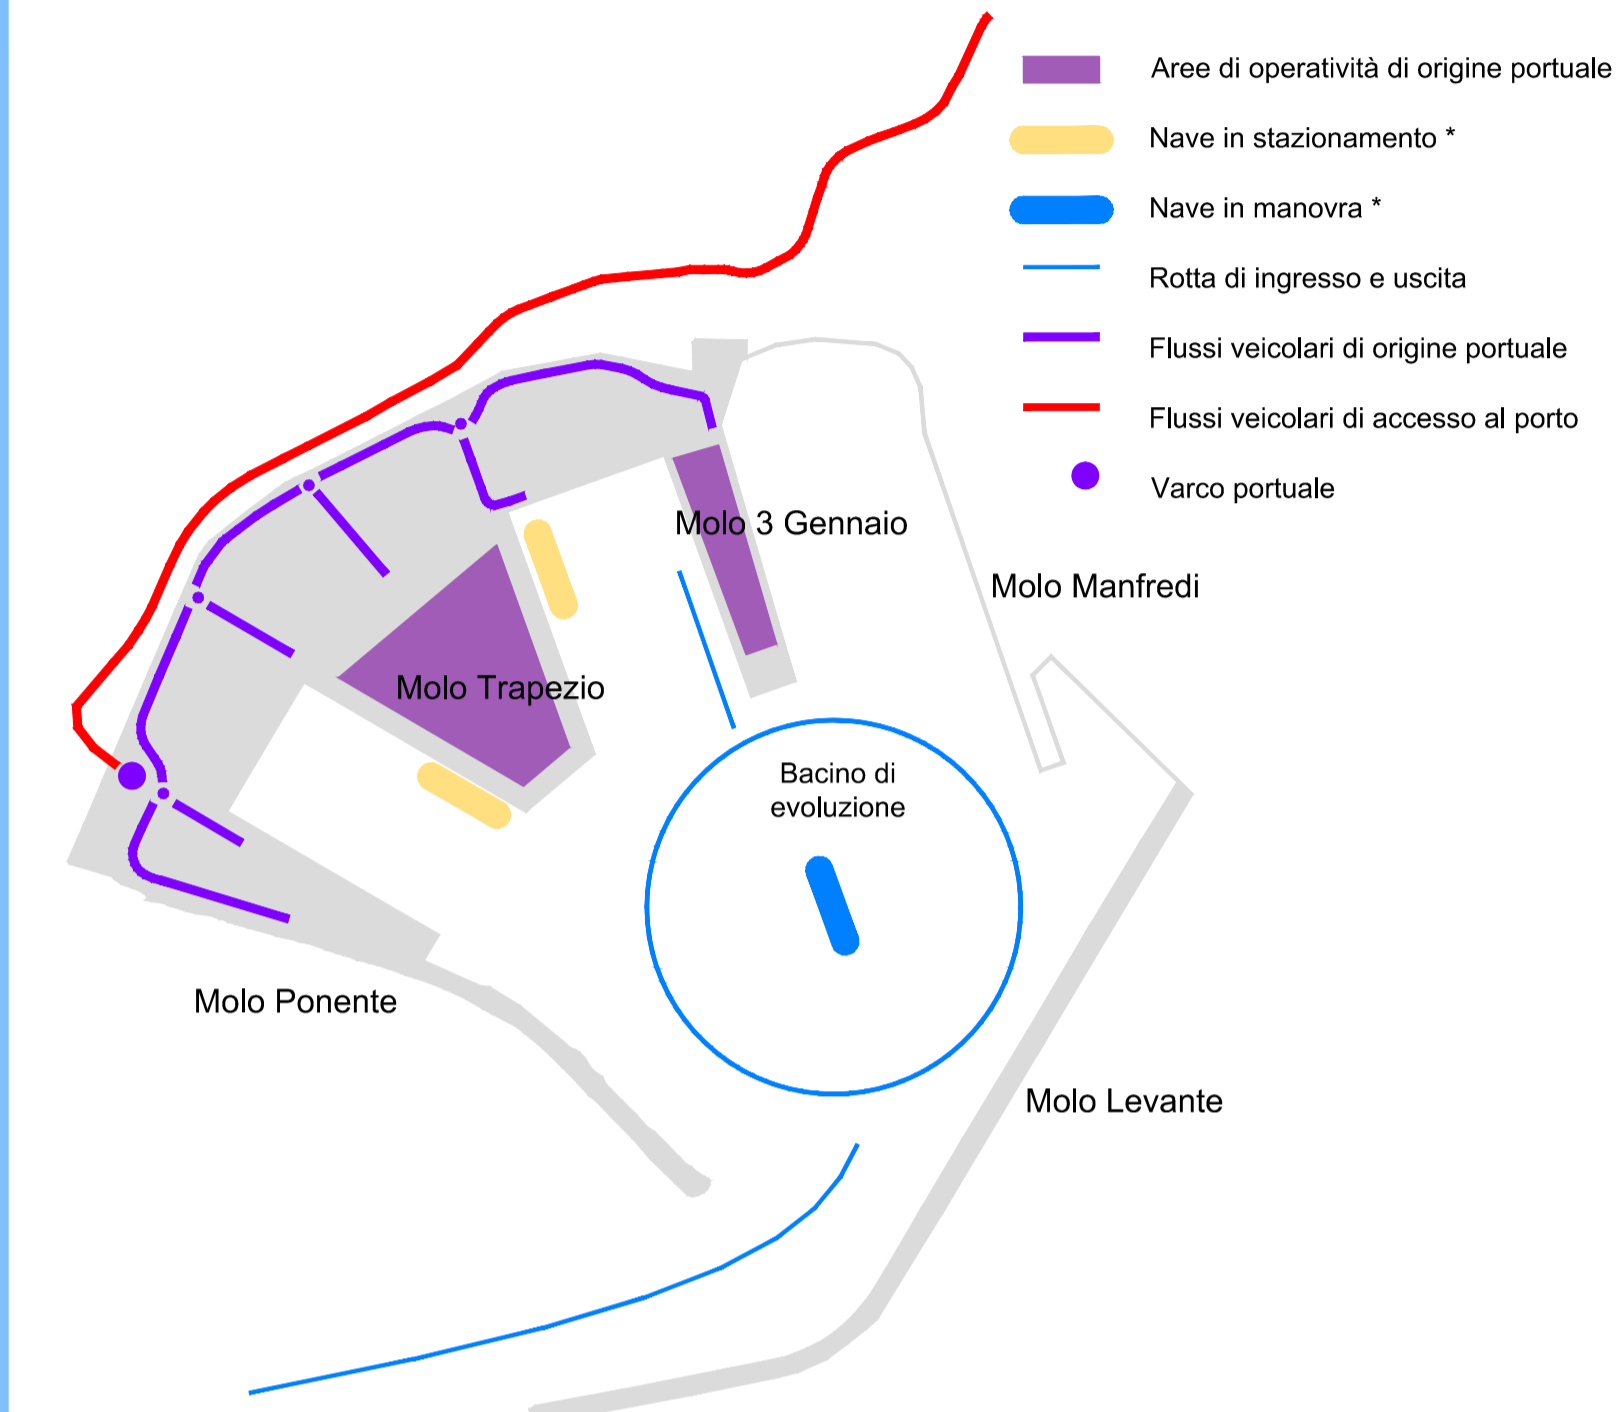 Aree di operatività di origine portuale
Nave in stazionamento *
Nave in manovra *
Rotta di ingresso e uscita
Flussi veicolari di origine portuale
Flussi veicolari di accesso al porto
Varco portuale
Molo 3 Gennaio
Molo Manfredi
Molo Trapezio
Bacino di
evoluzione
Molo Ponente
Molo Levante